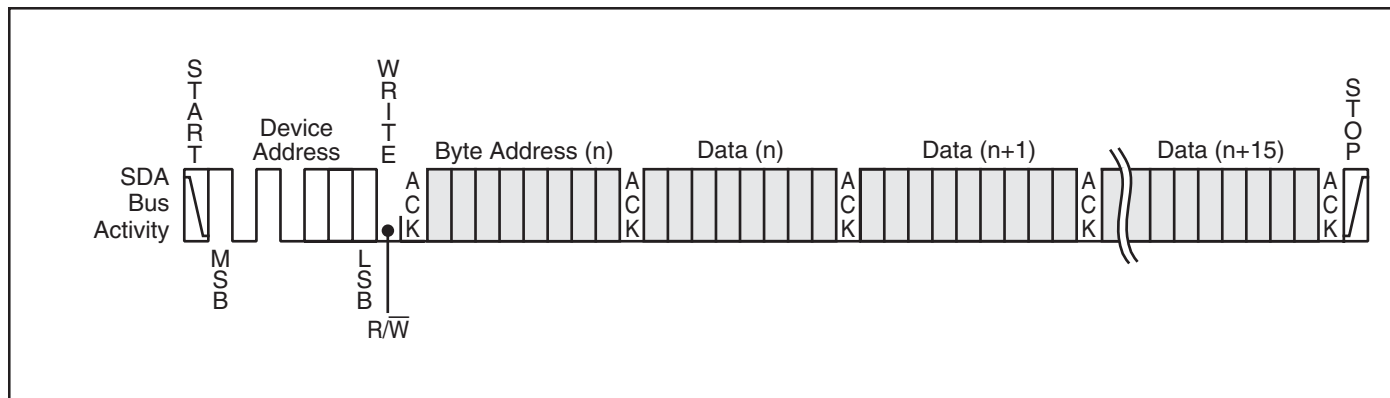 START
WRITE
STOP
Device
Address
Byte Address (n)
Data (n)
Data (n+1)
Data (n+15)
SDA
Bus
Activity
ACK
ACK
ACK
ACK
ACK
MSB
LSB
R/W̅